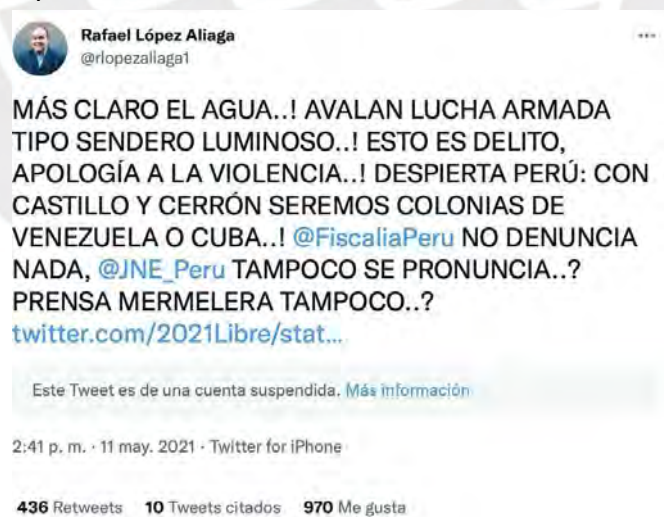 Rafael López Aliaga
@rlopezaliaga1
MÁS CLARO EL AGUA..! AVALAN LUCHA ARMADA
TIPO SENDERO LUMINOSO..! ESTO ES DELITO,
APOLOGÍA A LA VIOLENCIA..! DESPIERTA PERÚ: CON
CASTILLO Y CERRÓN SEREMOS COLONIAS DE
VENEZUELA O CUBA..! @FiscaliaPeru NO DENUNCIA
NADA, @JNE_Peru TAMPOCO SE PRONUNCIA..?
PRENSA MERMELERA TAMPOCO..?
twitter.com/2021Libre/stat...
Este Tweet es de una cuenta suspendida. Más información
2:41 p. m. · 11 may. 2021 · Twitter for iPhone
436 Retweets 10 Tweets citados 970 Me gusta